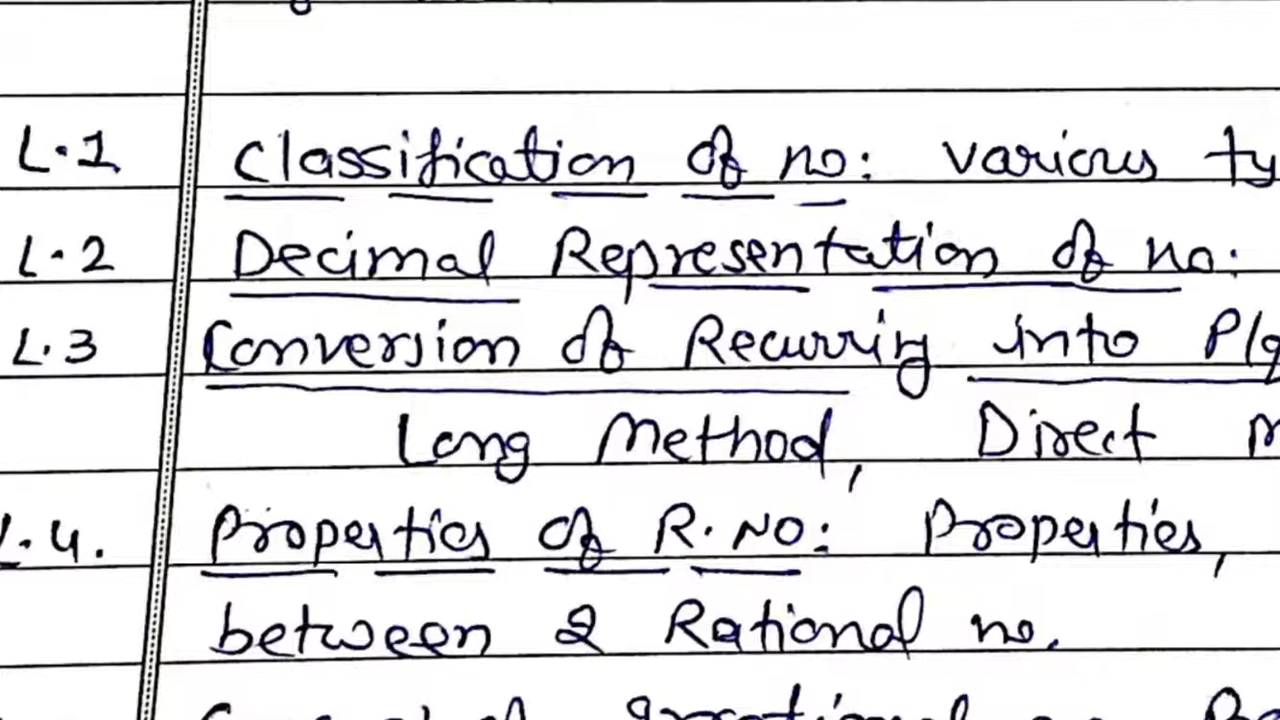 L.1 Classification of no: various ty
L.2 Decimal Representation of no:
L.3 Conversion of Recurring into P/q
Long Method, Direct m
L.4. Properties of R.NO: Properties,
between 2 Rational no.